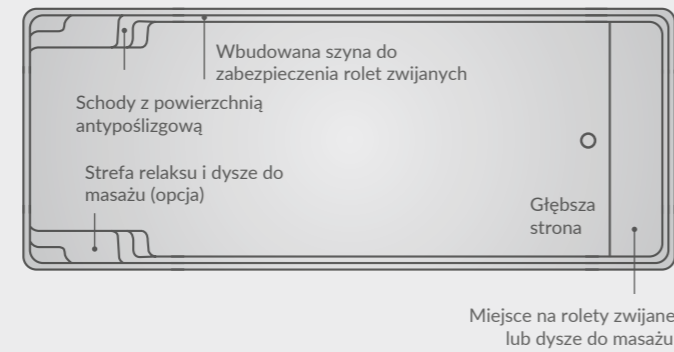 Wbudowana szyna do
zabezpieczenia rolet zwijanych
Schody z powierzchnią
antypoślizgową
Strefa relaksu i dysze do
masażu (opcja)
Głębsza
strona
Miejsce na rolety zwijane
lub dysze do masażu